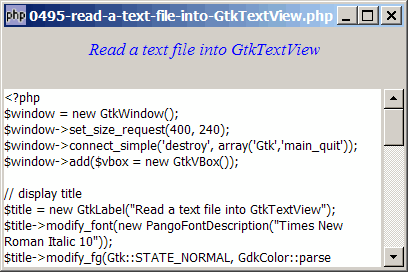 php 0495-read-a-text-file-into-GtkTextView.php
Read a text file into GtkTextView
<?php
$window = new GtkWindow();
$window->set_size_request(400, 240);
$window->connect_simple('destroy', array('Gtk','main_quit'));
$window->add($vbox = new GtkVBox());

// display title
$title = new GtkLabel("Read a text file into GtkTextView");
$title->modify_font(new PangoFontDescription("Times New
Roman Italic 10"));
$title->modify_fg(Gtk::STATE_NORMAL, GdkColor::parse